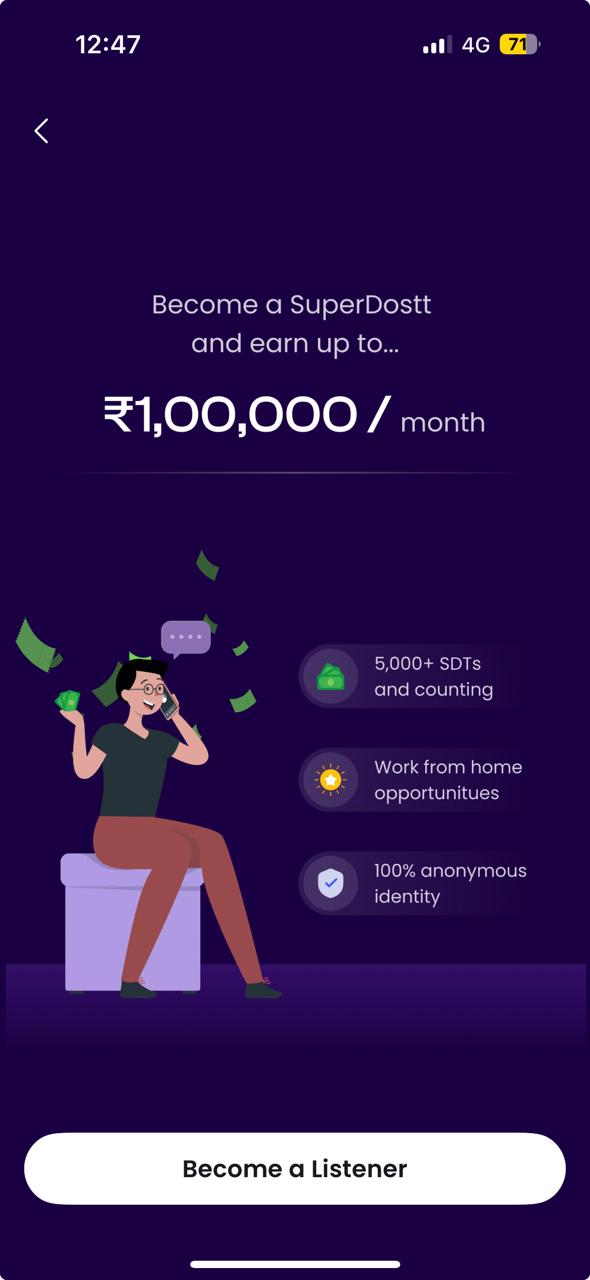 12:47
4G
71
Become a SuperDostt
and earn up to...
₹1,00,000 / month
5,000+ SDTs
and counting
Work from home
opportunitues
100% anonymous
identity
Become a Listener